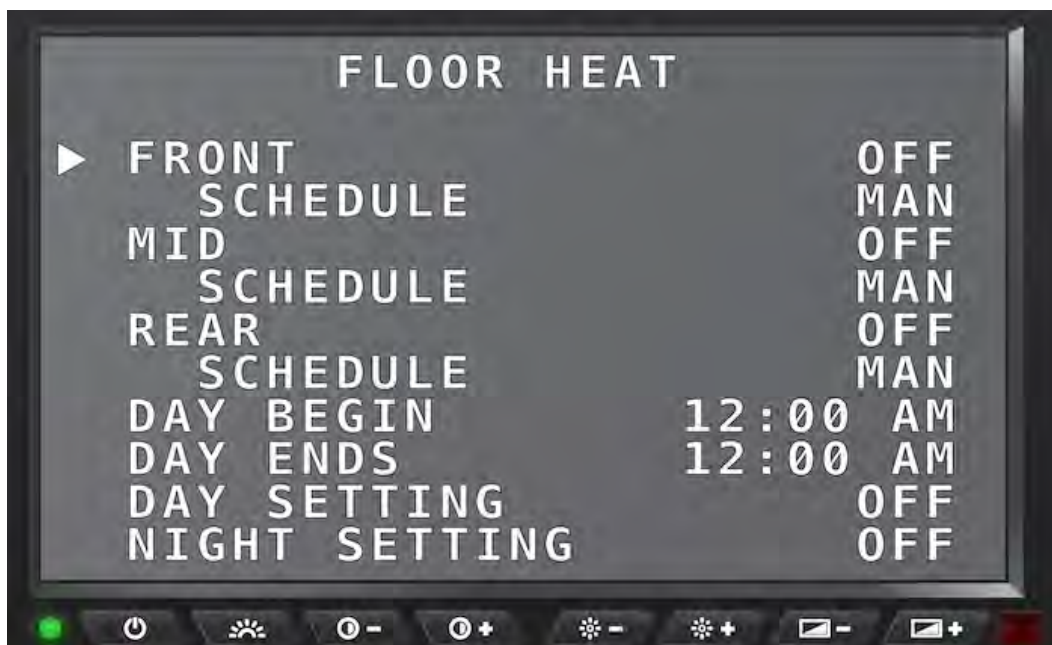 FLOOR HEAT
FRONT OFF
SCHEDULE MAN
MID OFF
SCHEDULE MAN
REAR OFF
SCHEDULE MAN
DAY BEGIN 12:00 AM
DAY ENDS 12:00 AM
DAY SETTING OFF
NIGHT SETTING OFF